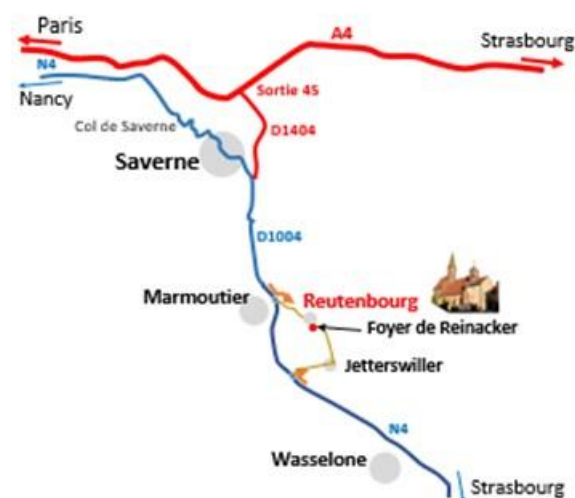 Paris
A4
Strasbourg
N4
Nancy
Sortie 45
Col de Saverne
D1404
Saverne
D1004
Marmoutier
Reutenbourg
Foyer de Reinacker
Jetterswiller
N4
Wasselone
Strasbourg